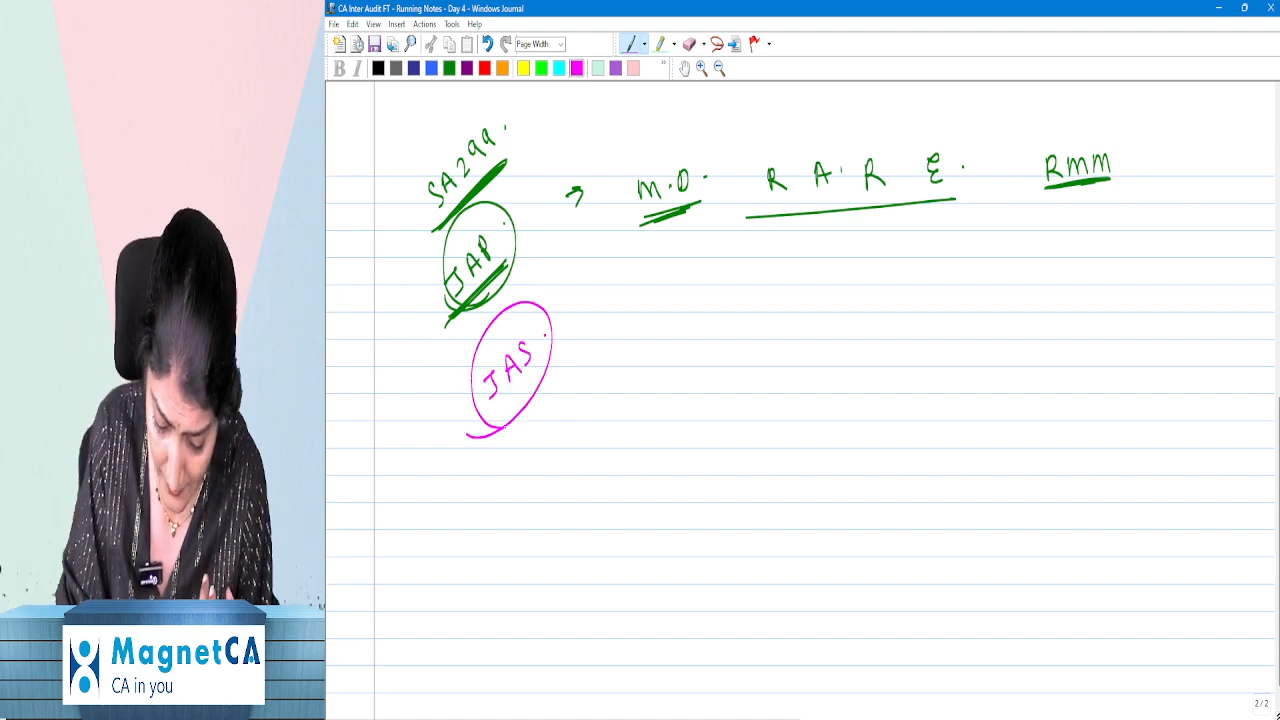 CA Inter Audit FT - Running Notes - Day 4 - Windows Journal
File Edit View Insert Actions Tools Help
Page Width
B I
SA299.
M.O. R A. R E. RMM
JAP.
JAS.
MagnetCA
CA in you
2 / 2